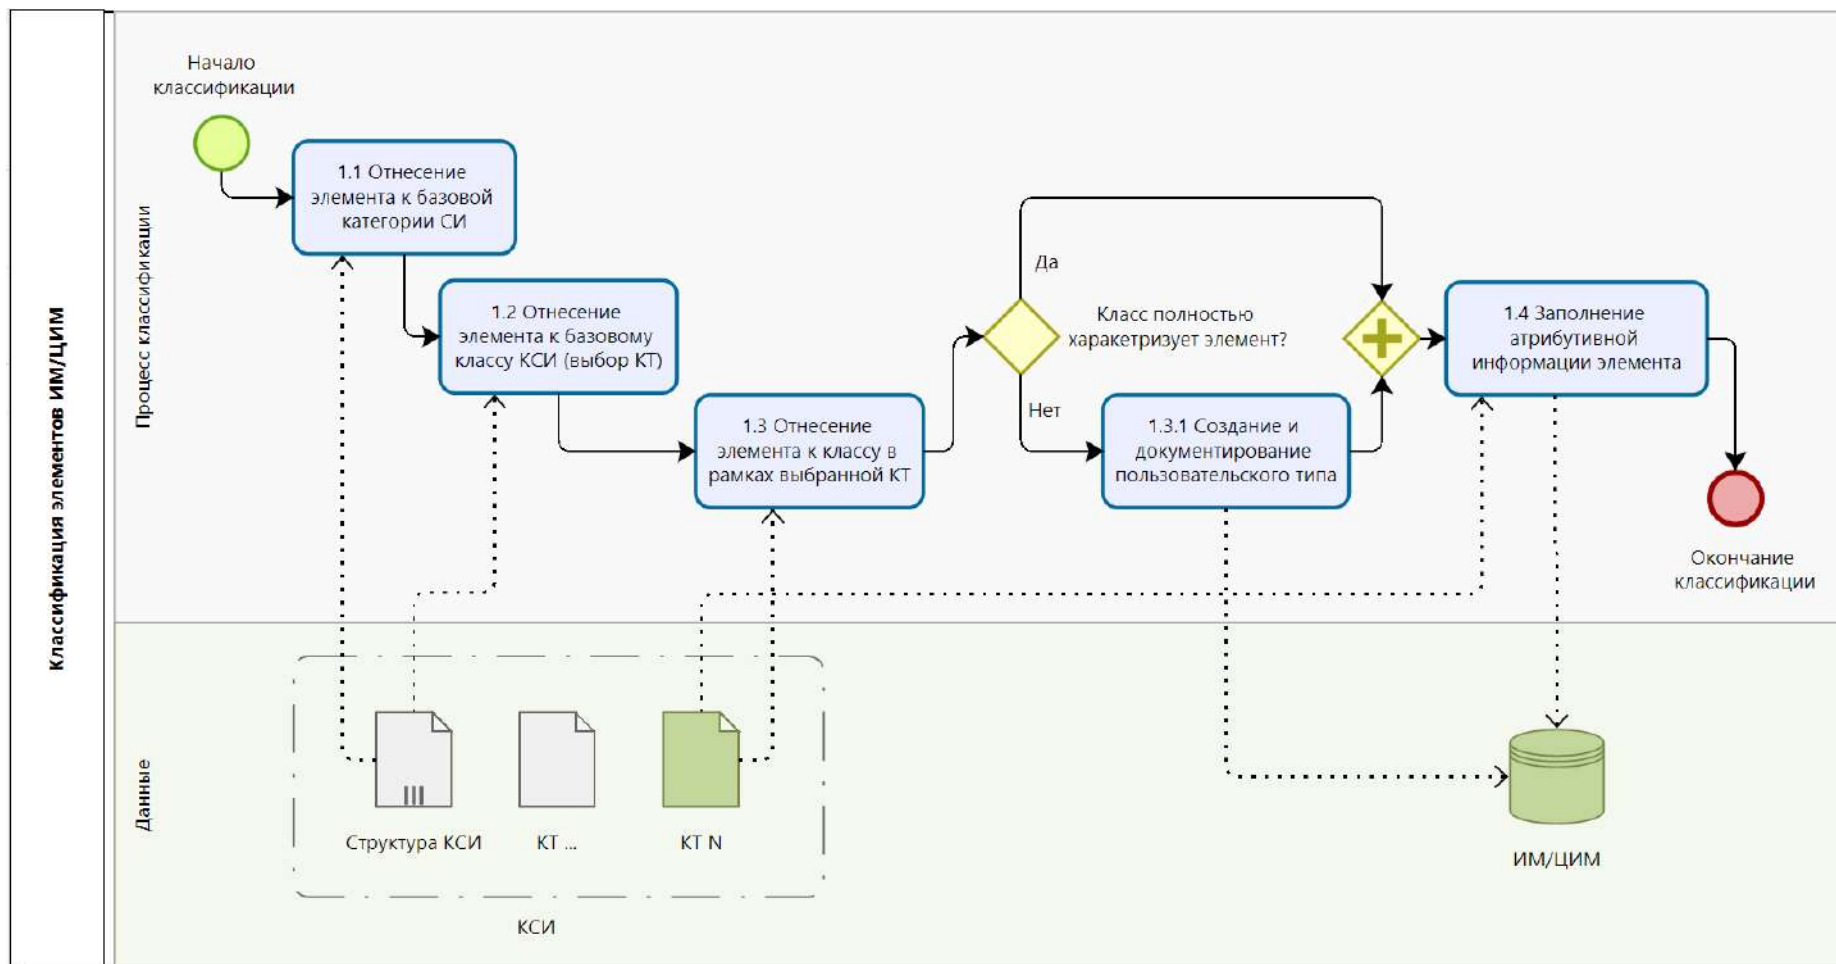 Классификация элементов ИМ/ЦИМ
Процесс классификации
Начало
классификации
1.1 Отнесение
элемента к базовой
категории СИ
1.2 Отнесение
элемента к базовому
классу КСИ (выбор КТ)
1.3 Отнесение
элемента к классу в
рамках выбранной КТ
Да
Класс полностью
харакетризует элемент?
Нет
1.3.1 Создание и
документирование
пользовательского типа
1.4 Заполнение
атрибутивной
информации элемента
Окончание
классификации
Данные
Структура КСИ
КТ ...
КТ N
КСИ
ИМ/ЦИМ